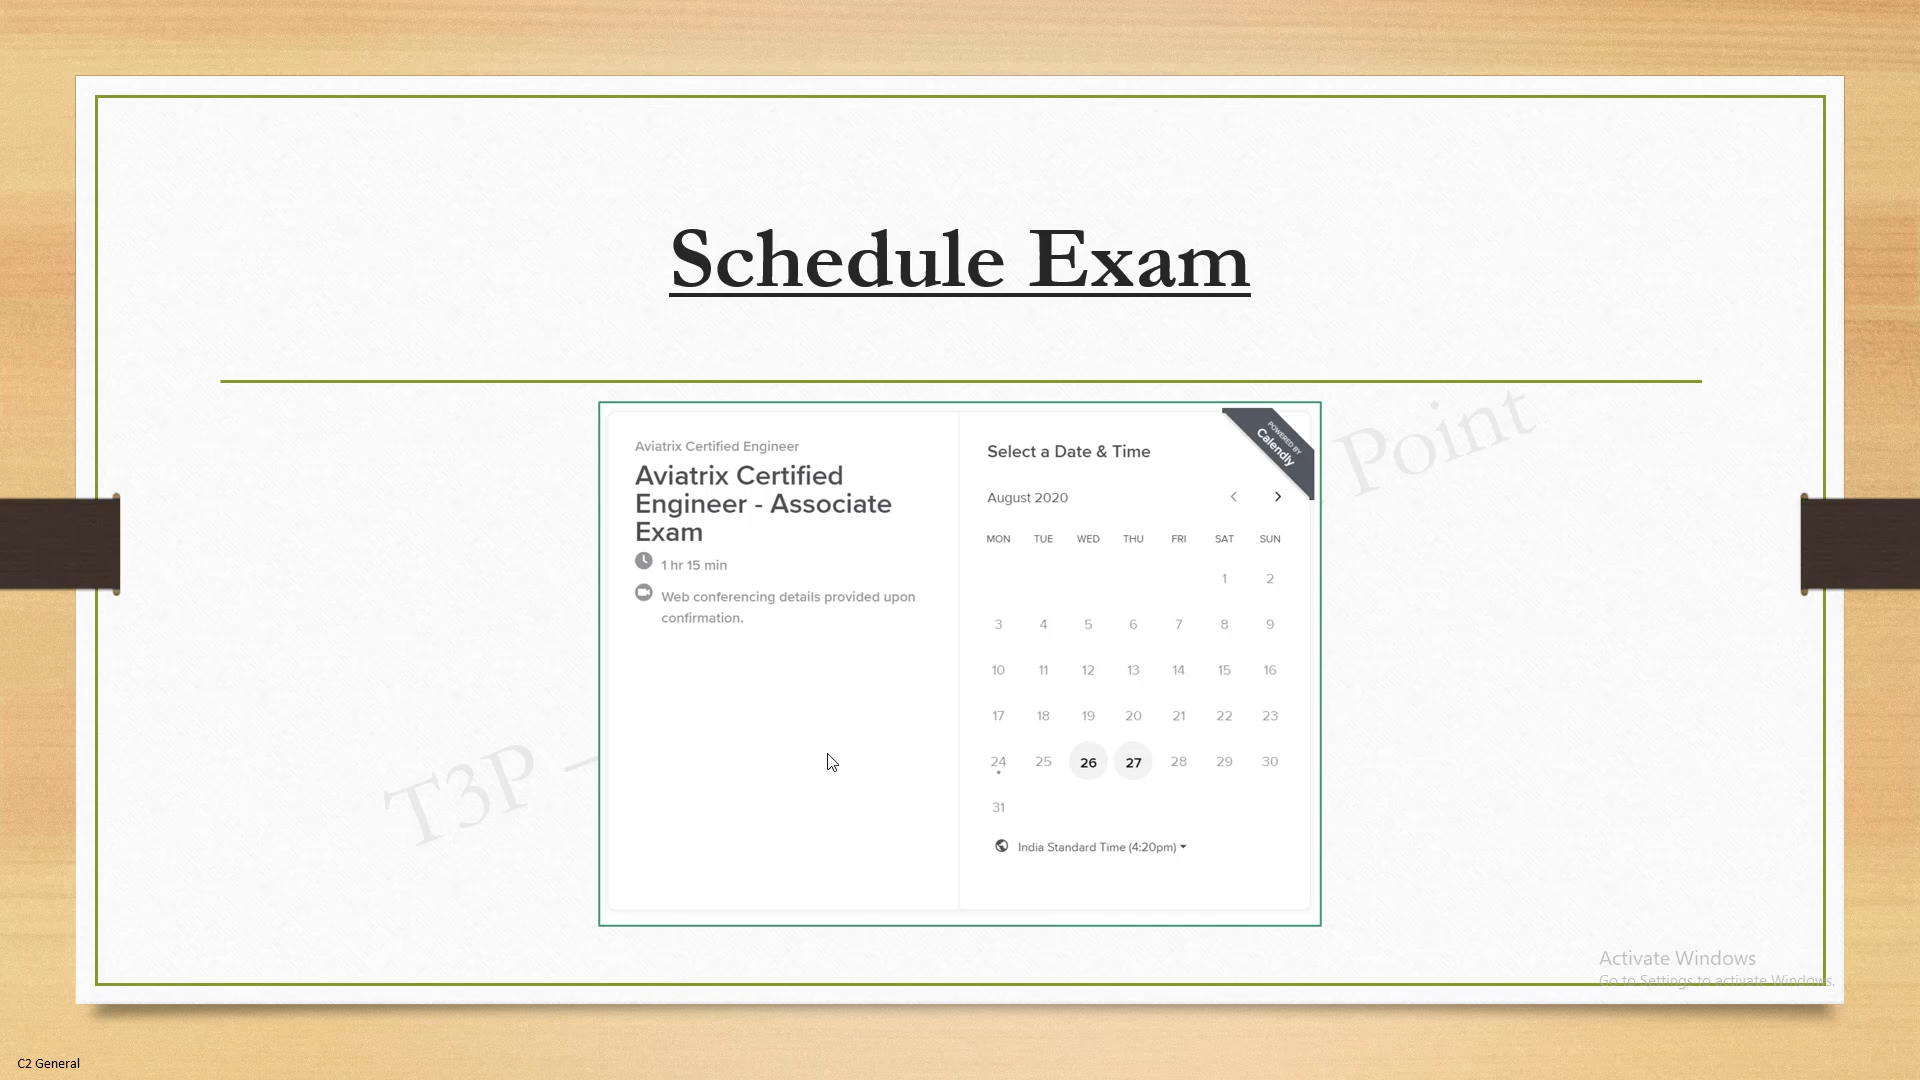 Schedule Exam
Aviatrix Certified Engineer
Aviatrix Certified
Engineer - Associate
Exam
1 hr 15 min
Web conferencing details provided upon
confirmation.
POWERED BY
Calendly
Select a Date & Time
August 2020
MON TUE WED THU FRI SAT SUN
1 2
3 4 5 6 7 8 9
10 11 12 13 14 15 16
17 18 19 20 21 22 23
24 25 26 27 28 29 30
31
India Standard Time (4:20pm)
T3P – Point
Activate Windows
Go to Settings to activate Windows.
C2 General